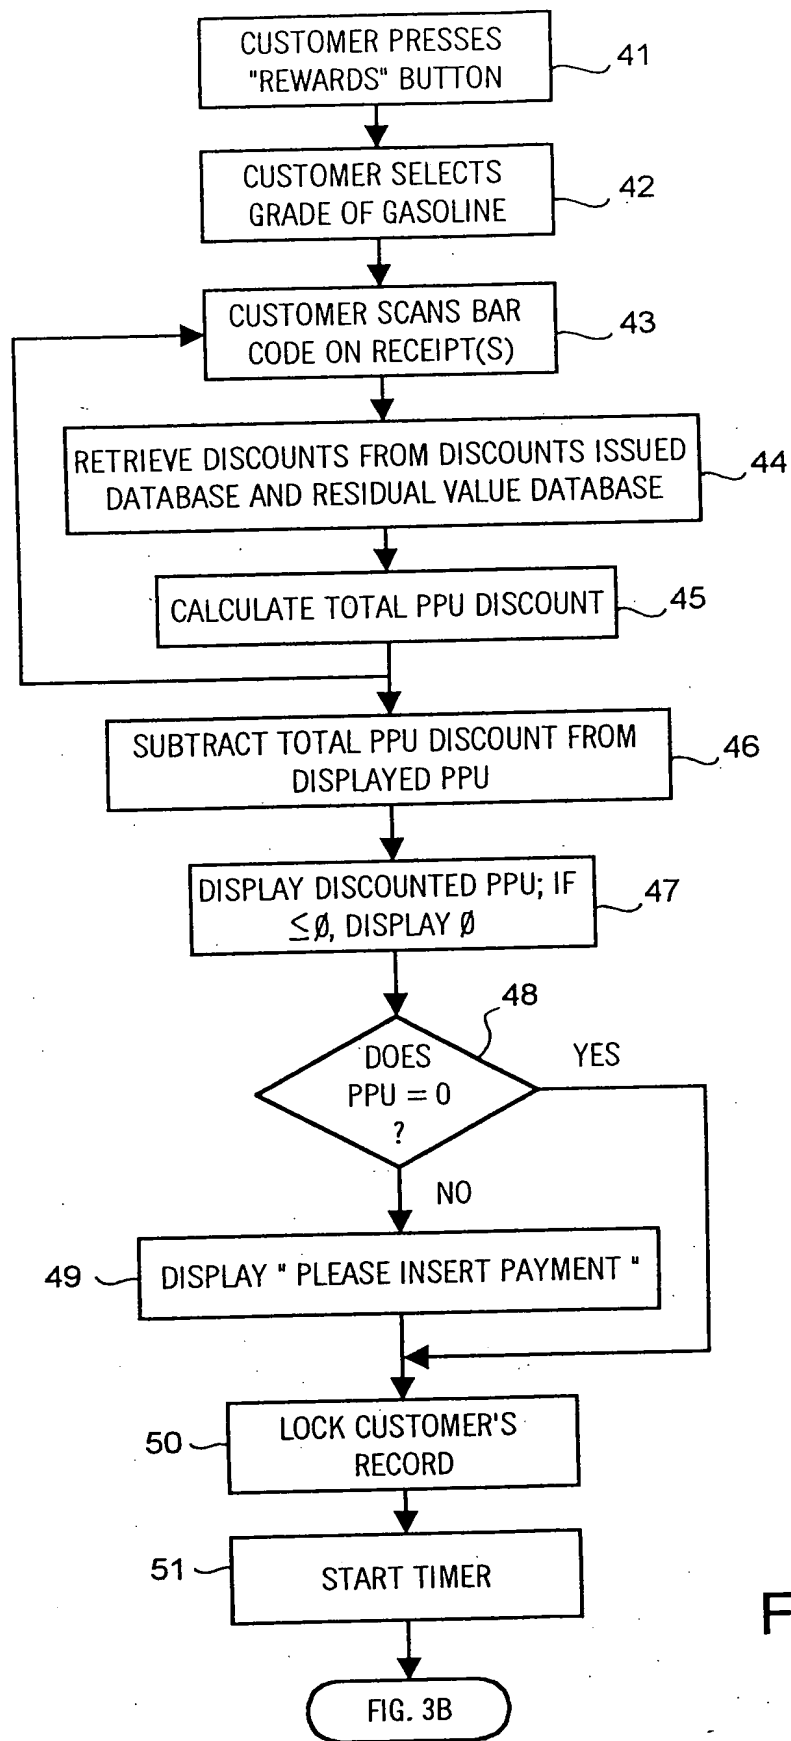 CUSTOMER PRESSES
"REWARDS" BUTTON
41
CUSTOMER SELECTS
GRADE OF GASOLINE
42
CUSTOMER SCANS BAR
CODE ON RECEIPT(S)
43
RETRIEVE DISCOUNTS FROM DISCOUNTS ISSUED
DATABASE AND RESIDUAL VALUE DATABASE
44
CALCULATE TOTAL PPU DISCOUNT
45
SUBTRACT TOTAL PPU DISCOUNT FROM
DISPLAYED PPU
46
DISPLAY DISCOUNTED PPU; IF
≤Ø, DISPLAY Ø
47
48
DOES
PPU = 0
?
YES
NO
49
DISPLAY " PLEASE INSERT PAYMENT "
50
LOCK CUSTOMER'S
RECORD
51
START TIMER
F
FIG. 3B